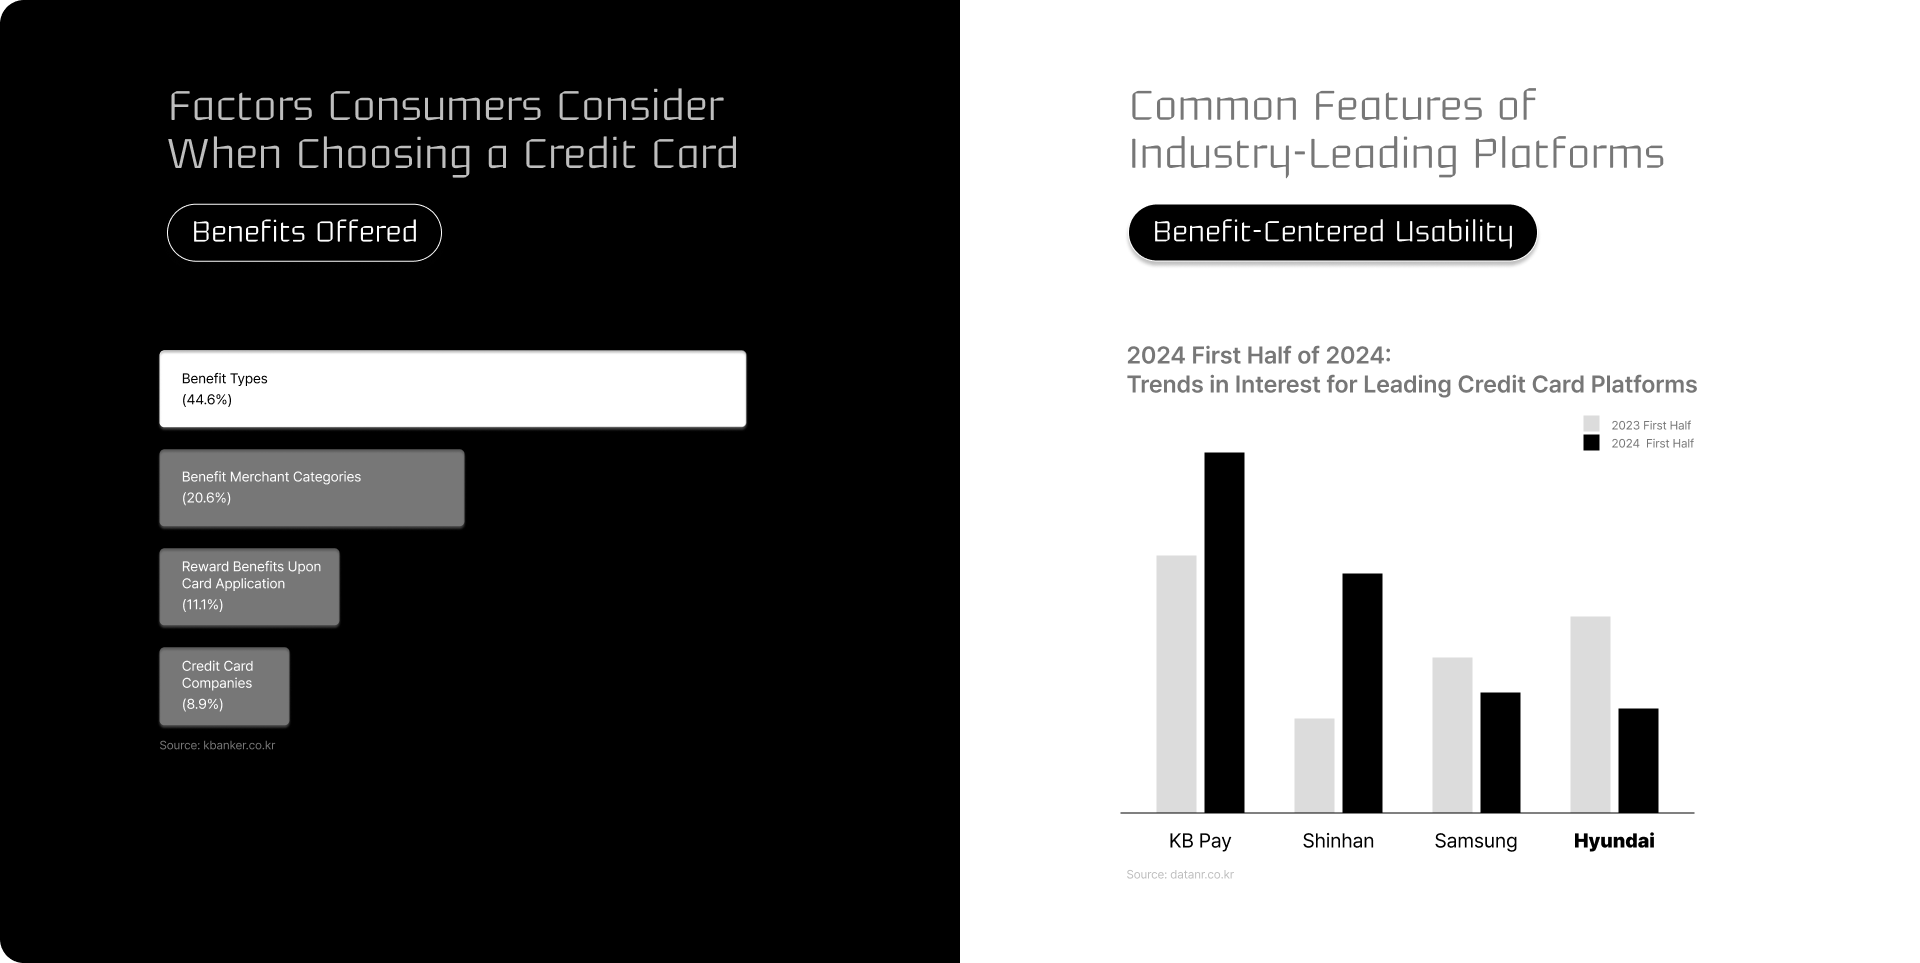 Factors Consumers Consider
When Choosing a Credit Card
Benefits Offered
Benefit Types
(44.6%)
Benefit Merchant Categories
(20.6%)
Reward Benefits Upon
Card Application
(11.1%)
Credit Card
Companies
(8.9%)
Source: kbanker.co.kr
Common Features of
Industry-Leading Platforms
Benefit-Centered Usability
2024 First Half of 2024:
Trends in Interest for Leading Credit Card Platforms
2023 First Half
2024 First Half
KB Pay
Shinhan
Samsung
Hyundai
Source: datanr.co.kr